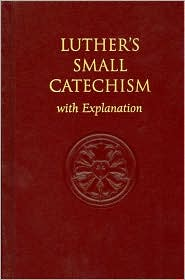 LUTHER'S
SMALL
CATECHISM
with Explanation